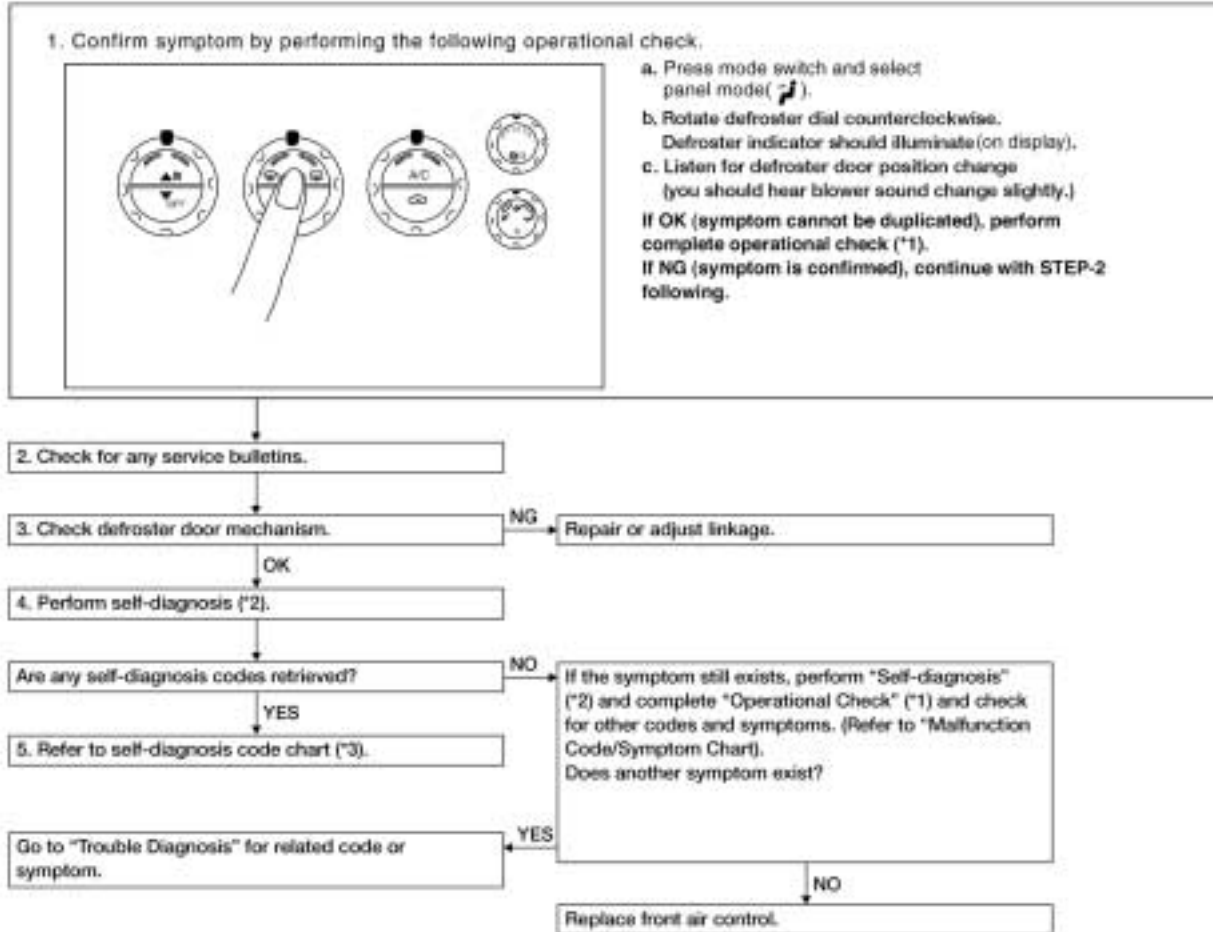 1. Confirm symptom by performing the following operational check.
a. Press mode switch and select
panel mode( ).
b. Rotate defroster dial counterclockwise.
Defroster indicator should illuminate (on display).
c. Listen for defroster door position change
(you should hear blower sound change slightly.)
If OK (symptom cannot be duplicated), perform
complete operational check (*1).
If NG (symptom is confirmed), continue with STEP-2
following.
OFF
A/C
2. Check for any service bulletins.
3. Check defroster door mechanism.
NG
Repair or adjust linkage.
OK
4. Perform self-diagnosis (*2).
Are any self-diagnosis codes retrieved?
NO
If the symptom still exists, perform "Self-diagnosis"
(*2) and complete "Operational Check" (*1) and check
for other codes and symptoms. (Refer to "Malfunction
Code/Symptom Chart).
Does another symptom exist?
YES
5. Refer to self-diagnosis code chart (*3).
YES
Go to "Trouble Diagnosis" for related code or
symptom.
NO
Replace front air control.